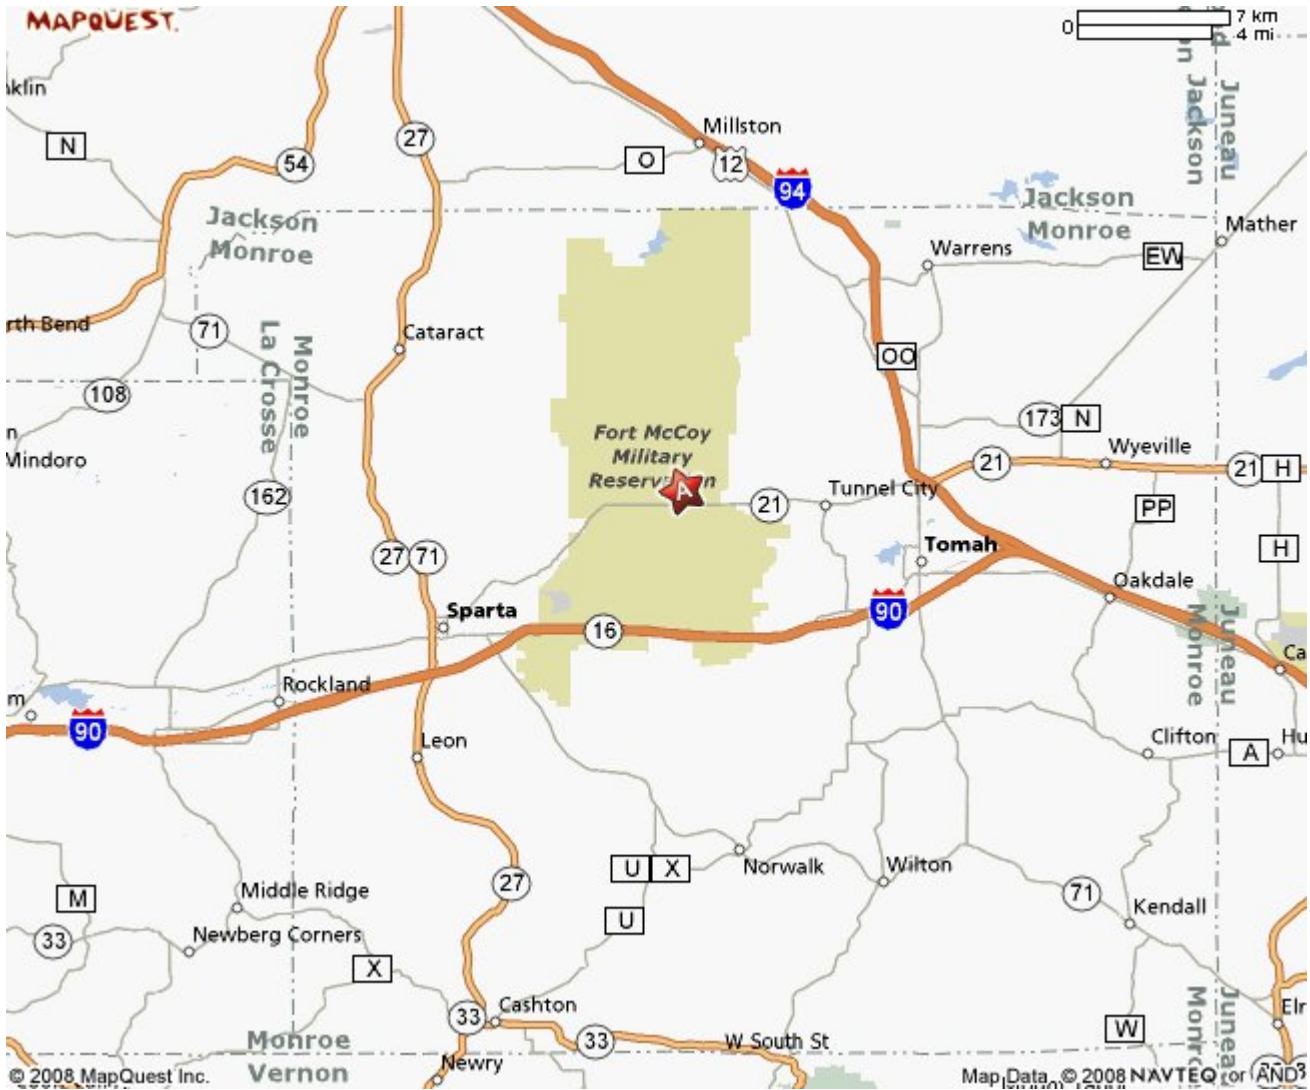 MAPQUEST.
0
7 km
4 mi
Jackson
Juneau
N
54
27
O
Millston
12
94
Jackson
Monroe
Jackson
Monroe
Mather
Warrens
EW
71
La Crosse
Monroe
Cataract
OO
108
173
N
Mindoro
Fort McCoy
Military
A
21
Wyeville
21
H
162
21
Tunnel City
PP
27
71
Tomah
H
Oakdale
Sparta
16
90
Monroe
Juneau
Rockland
90
Leon
Clifton
A
U
X
Norwalk
Wilton
27
M
Middle Ridge
U
71
Kendall
33
Newberg Corners
X
33
Cashton
33
W South St
W
Monroe
Juneau
Monroe
Vernon
Newry
© 2008 MapQuest Inc.
Map Data © 2008 NAVTEQ or AND